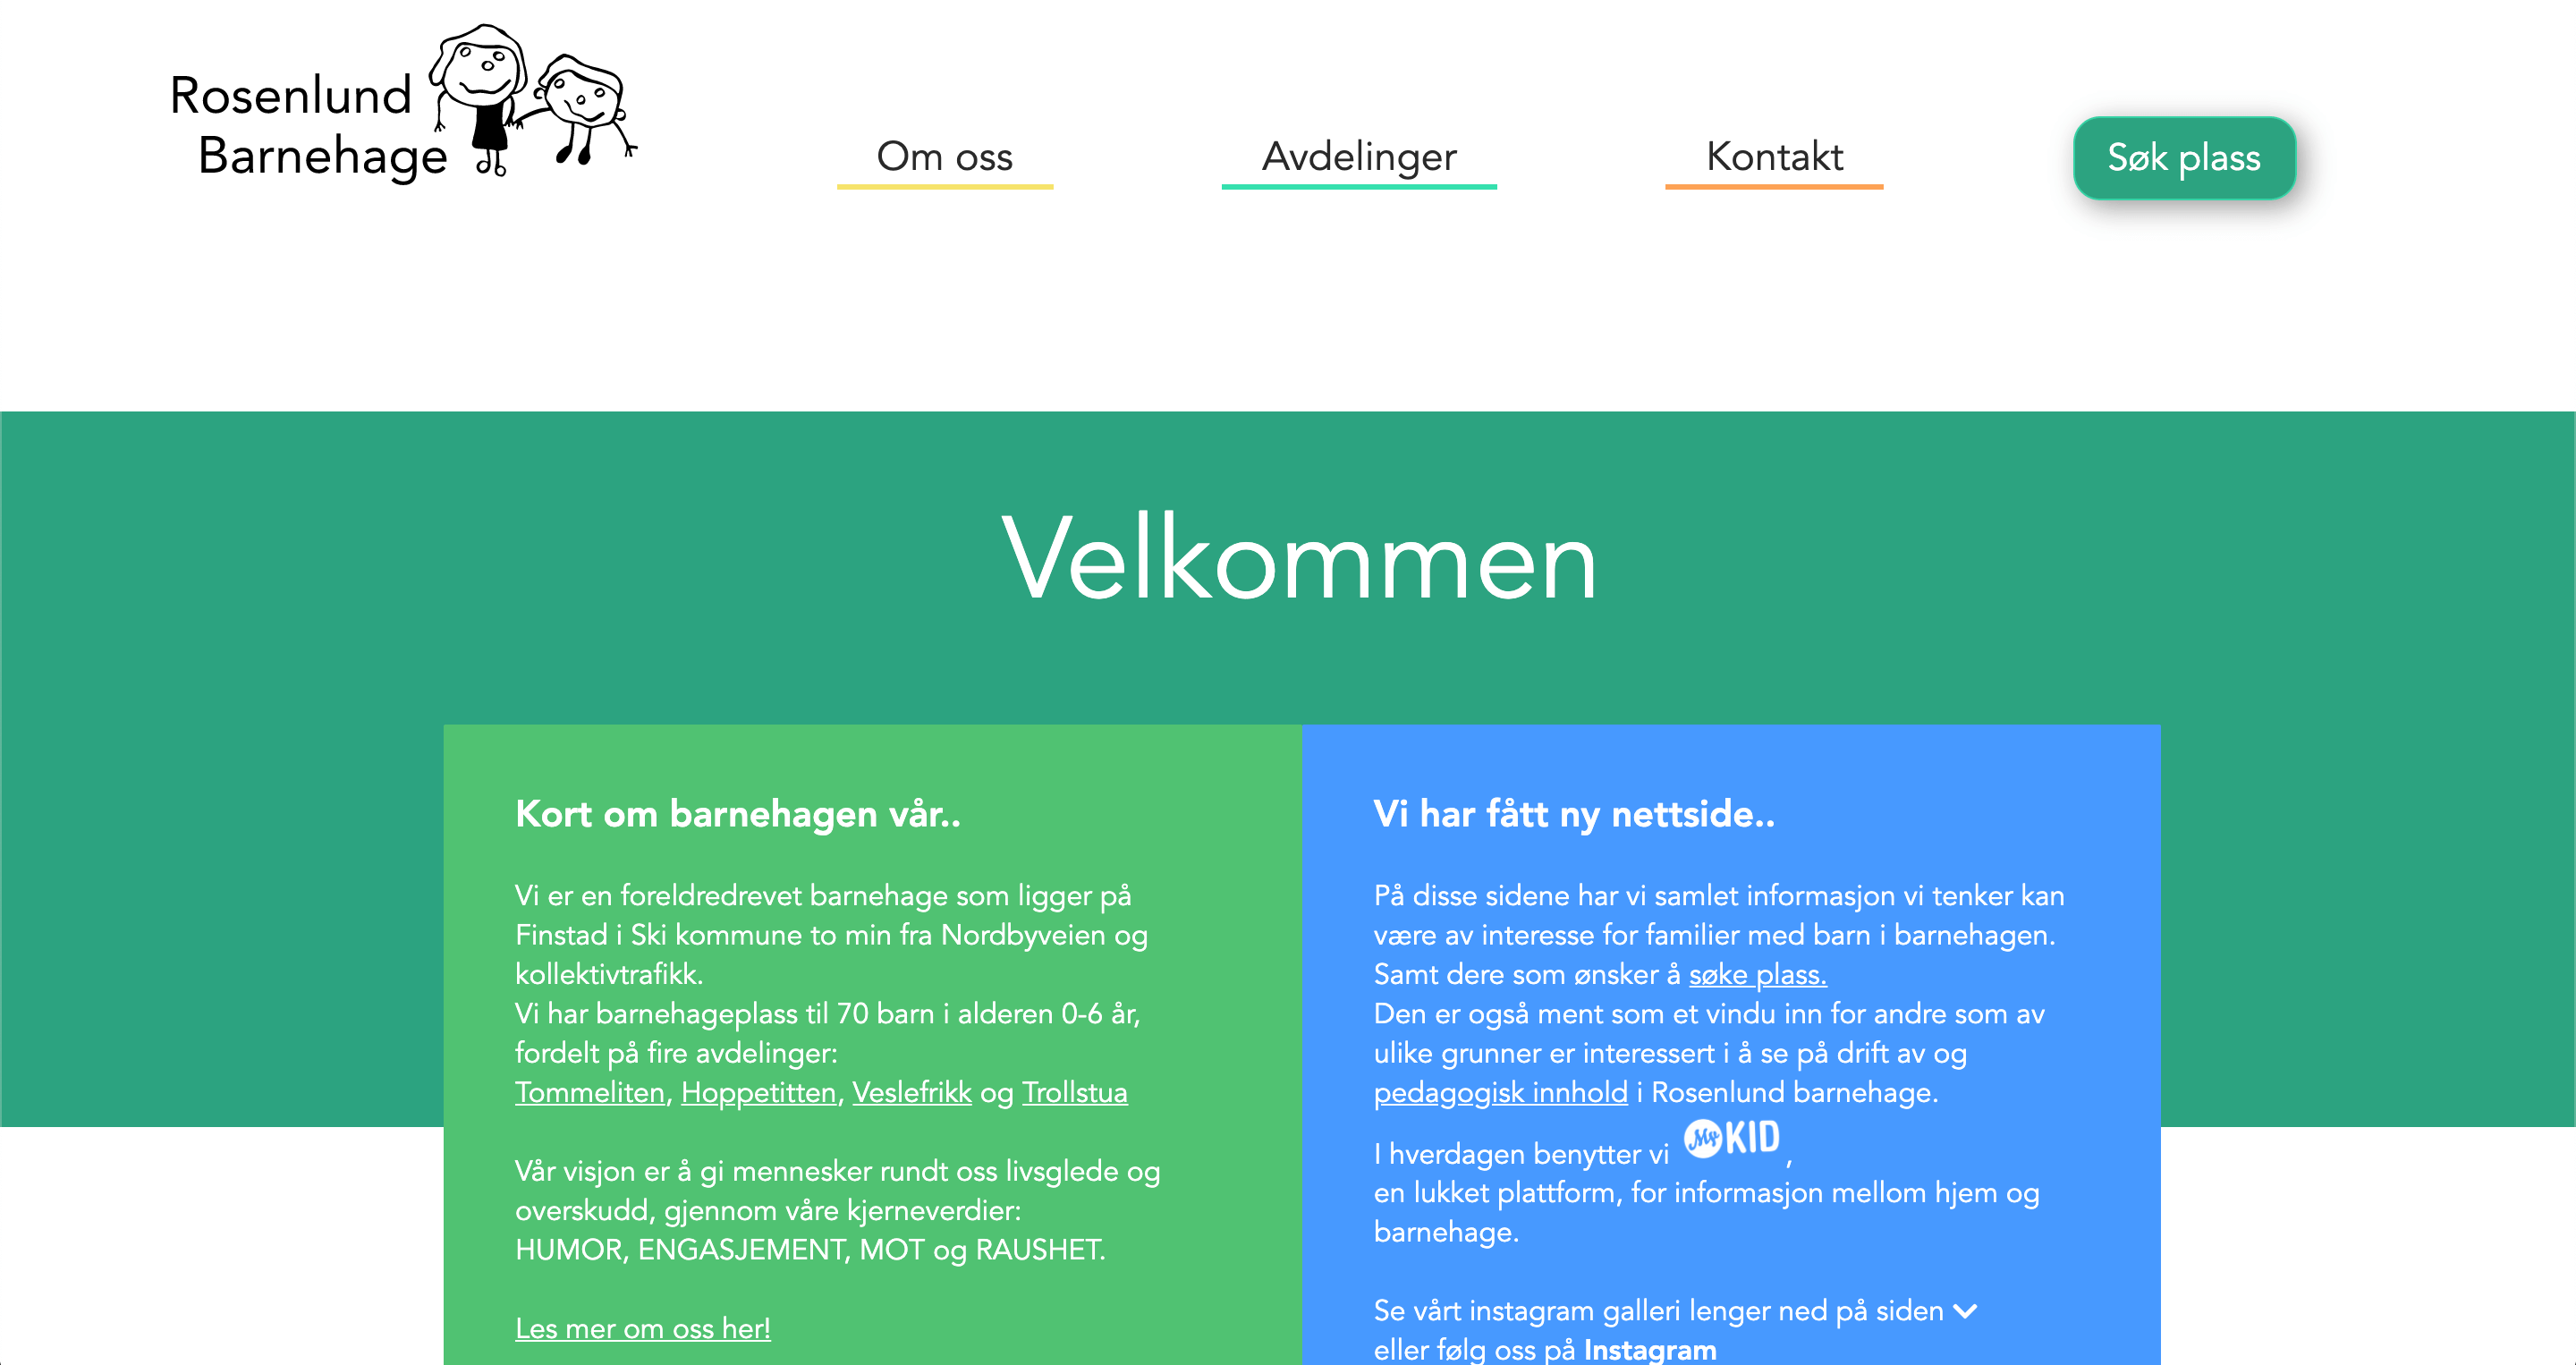 Rosenlund
Barnehage
Om oss
Avdelinger
Kontakt
Søk plass
Velkommen
Kort om barnehagen vår..
Vi er en foreldredrevet barnehage som ligger på
Finstad i Ski kommune to min fra Nordbyveien og
kollektivtrafikk.
Vi har barnehageplass til 70 barn i alderen 0-6 år,
fordelt på fire avdelinger:
Tommeliten, Hoppetitten, Veslefrikk og Trollstua
Vår visjon er å gi mennesker rundt oss livsglede og
overskudd, gjennom våre kjerneverdier:
HUMOR, ENGASJEMENT, MOT og RAUSHET.
Les mer om oss her!
Vi har fått ny nettside..
På disse sidene har vi samlet informasjon vi tenker kan
være av interesse for familier med barn i barnehagen.
Samt dere som ønsker å søke plass.
Den er også ment som et vindu inn for andre som av
ulike grunner er interessert i å se på drift av og
pedagogisk innhold i Rosenlund barnehage.
I hverdagen benytter vi My KID ,
en lukket plattform, for informasjon mellom hjem og
barnehage.
Se vårt instagram galleri lenger ned på siden
eller følg oss på Instagram